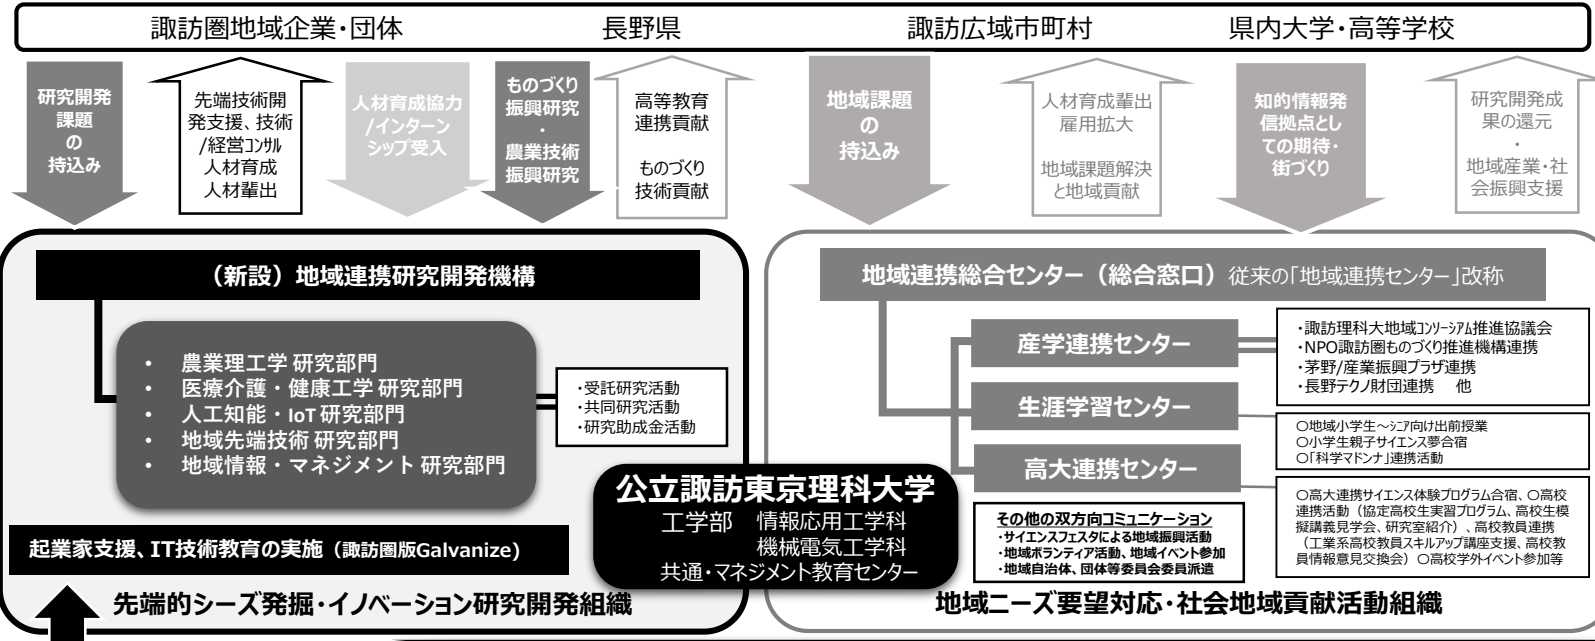 諏訪圏地域企業・団体
長野県
諏訪広域市町村
県内大学・高等学校
研究開発
課題
の
持込み
先端技術開
発支援、技術
/経営コンサル
人材育成
人材輩出
人材育成協力
/インターン
シップ受入
ものづくり
振興研究
・
農業技術
振興研究
高等教育
連携貢献
ものづくり
技術貢献
地域課題
の
持込み
人材育成輩出
雇用拡大
地域課題解決
と地域貢献
知的情報発
信拠点とし
ての期待・
街づくり
研究開発成
果の還元
・
地域産業・社
会振興支援
（新設）地域連携研究開発機構
• 農業理工学 研究部門
• 医療介護・健康工学 研究部門
• 人工知能・IoT 研究部門
• 地域先端技術 研究部門
• 地域情報・マネジメント 研究部門
・受託研究活動
・共同研究活動
・研究助成金活動
起業家支援、IT技術教育の実施（諏訪圏版Galvanize)
先端的シーズ発掘・イノベーション研究開発組織
公立諏訪東京理科大学
工学部 情報応用工学科
機械電気工学科
共通・マネジメント教育センター
地域連携総合センター（総合窓口）従来の「地域連携センター」改称
産学連携センター
・諏訪理科大地域コンソーシアム推進協議会
・NPO諏訪圏ものづくり推進機構連携
・茅野/産業振興プラザ連携
・長野テクノ財団連携 他
生涯学習センター
〇地域小学生～シニア向け出前授業
〇小学生親子サイエンス夢合宿
〇「科学マドンナ」連携活動
高大連携センター
〇高大連携サイエンス体験プログラム合宿、〇高校
連携活動（協定高校生実習プログラム、高校生模
擬講義見学会、研究室紹介）、高校教員連携
（工業系高校教員スキルアップ講座支援、高校教
員情報意見交換会）〇高校学外イベント参加等
その他の双方向コミュニケーション
・サイエンスフェスタによる地域振興活動
・地域ボランティア活動、地域イベント参加
・地域自治体、団体等委員会委員派遣
地域ニーズ要望対応・社会地域貢献活動組織